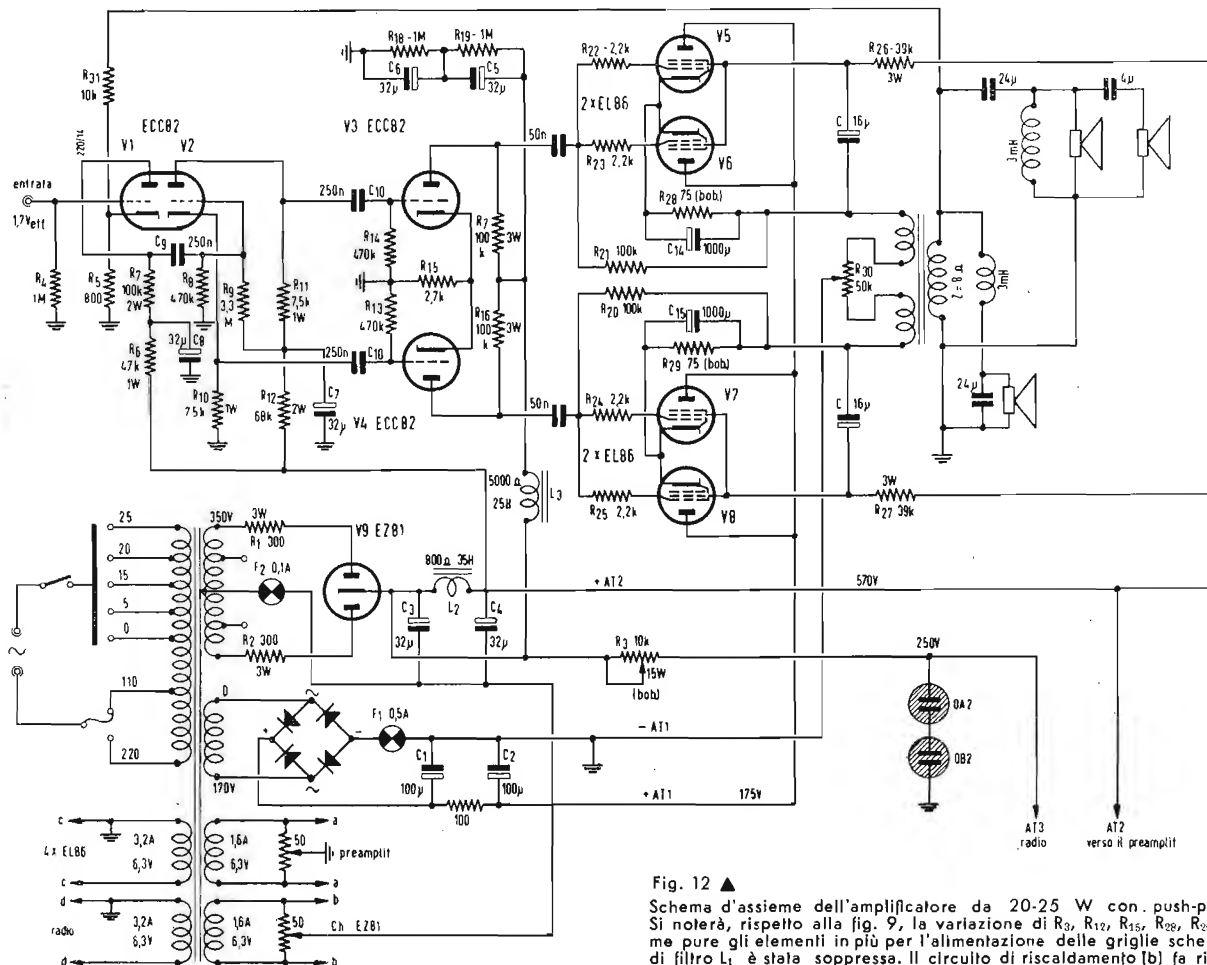 R18-1M
R19-1M
C6
32µ
C5
32µ
R22-2,2k
V5
R26-39k
3W
24µ
4µ
R31
10k
ECC82
V1
V2
220/14
V3 ECC82
2xEL86
50n
V6
C
16µ
3mH
entrata
1,7Veff
250n
C10
R23 2,2k
R28
75 (bob)
C9
250n
R7
100
k
3W
C14
1000µ
R14
470k
R21
100k
R30
50k
Z=8Ω
3mH
R4
1M
R5
800
R7
100k
2W
R8
470k
R9
3,3
M
R11
7,5k
1W
R15
2,7k
R13
470k
R16
100
k
3W
R20
100k
C15
1000µ
R29
75 (bob)
32µ
C8
R6
47k
1W
250n
C10
50n
R24 2,2k
V7
C
16µ
24µ
R10
75k
1W
R12
68k
2W
C7
32µ
V4 ECC82
2xEL86
R25 2,2k
V8
3W
R27 39k
5000Ω
25H
L3
25
20
15
5
0
110
220
350V
3W
R1 300
V9 EZ81
F2 0,1A
800Ω 35H
L2
+AT2
570V
C3
32µ
C4
32µ
R2 300
3W
R3 10k
15W
(bob)
250V
0A2
0B2
0
+
-
F1 0,5A
-AT1
C1
100µ
C2
100µ
170V
100
+AT1
175V
AT3
radio
AT2
verso il preamplit
c
4xEL86
c
3,2A
6,3V
1,6A
6,3V
a
50
preamplit
a
d
radio
d
3,2A
6,3V
1,6A
6,3V
b
50
Ch EZ81
b
Fig. 12 ▲
Schema d'assieme dell'amplificatore da 20-25 W con push-p
Si noterà, rispetto alla fig. 9, la variazione di R3, R12, R15, R28, R2
me pure gli elementi in più per l'alimentazione delle griglie sche
di filtro L1 è stata soppressa. Il circuito di riscaldamento (b) fa ri